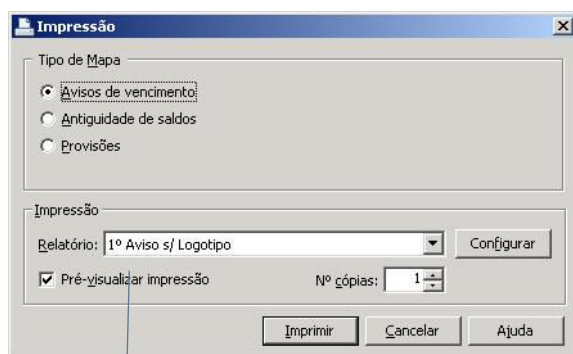 Impressão
Tipo de Mapa
Avisos de vencimento
Antiguidade de saldos
Provisões
Impressão
Relatório: 1º Aviso s/ Logotipo Configurar
Pré-visualizar impressão Nº cópias: 1
Imprimir Cancelar Ajuda